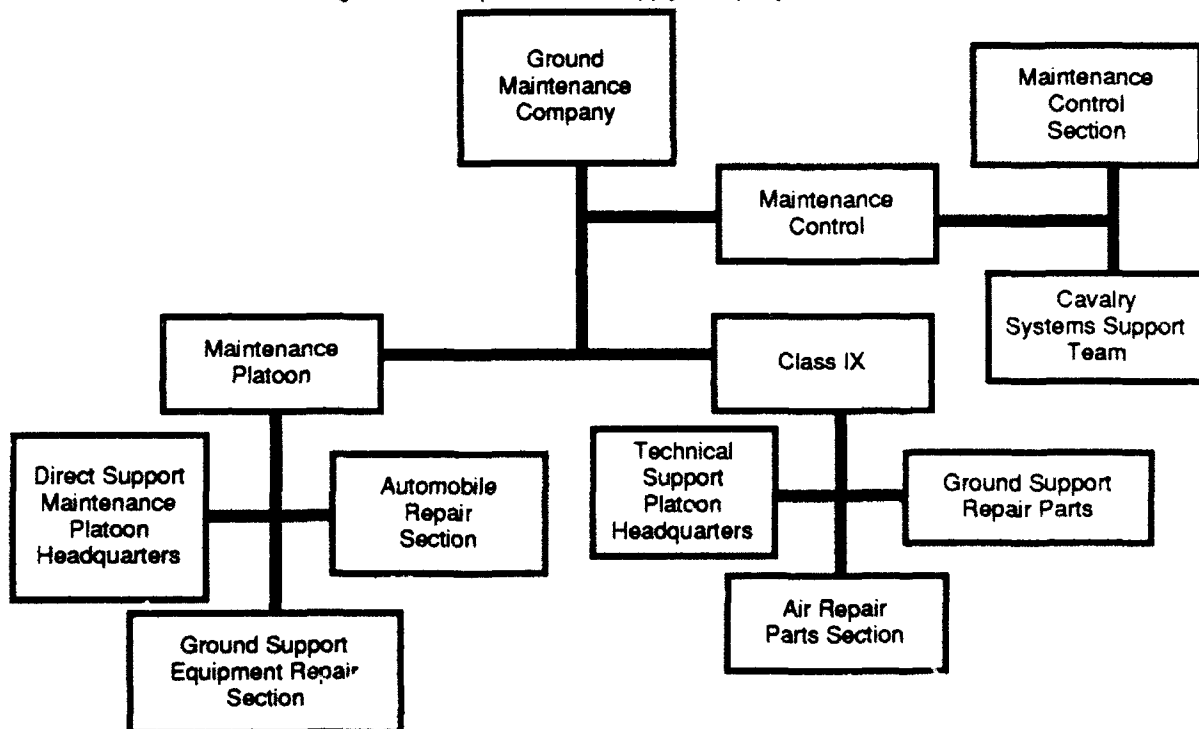 Ground
Maintenance
Company
Maintenance
Control
Section
Maintenance
Control
Cavalry
Systems Support
Team
Maintenance
Platoon
Class IX
Direct Support
Maintenance
Platoon
Headquarters
Automobile
Repair
Section
Technical
Support
Platoon
Headquarters
Ground Support
Repair Parts
Ground Support
Equipment Repair
Section
Air Repair
Parts Section